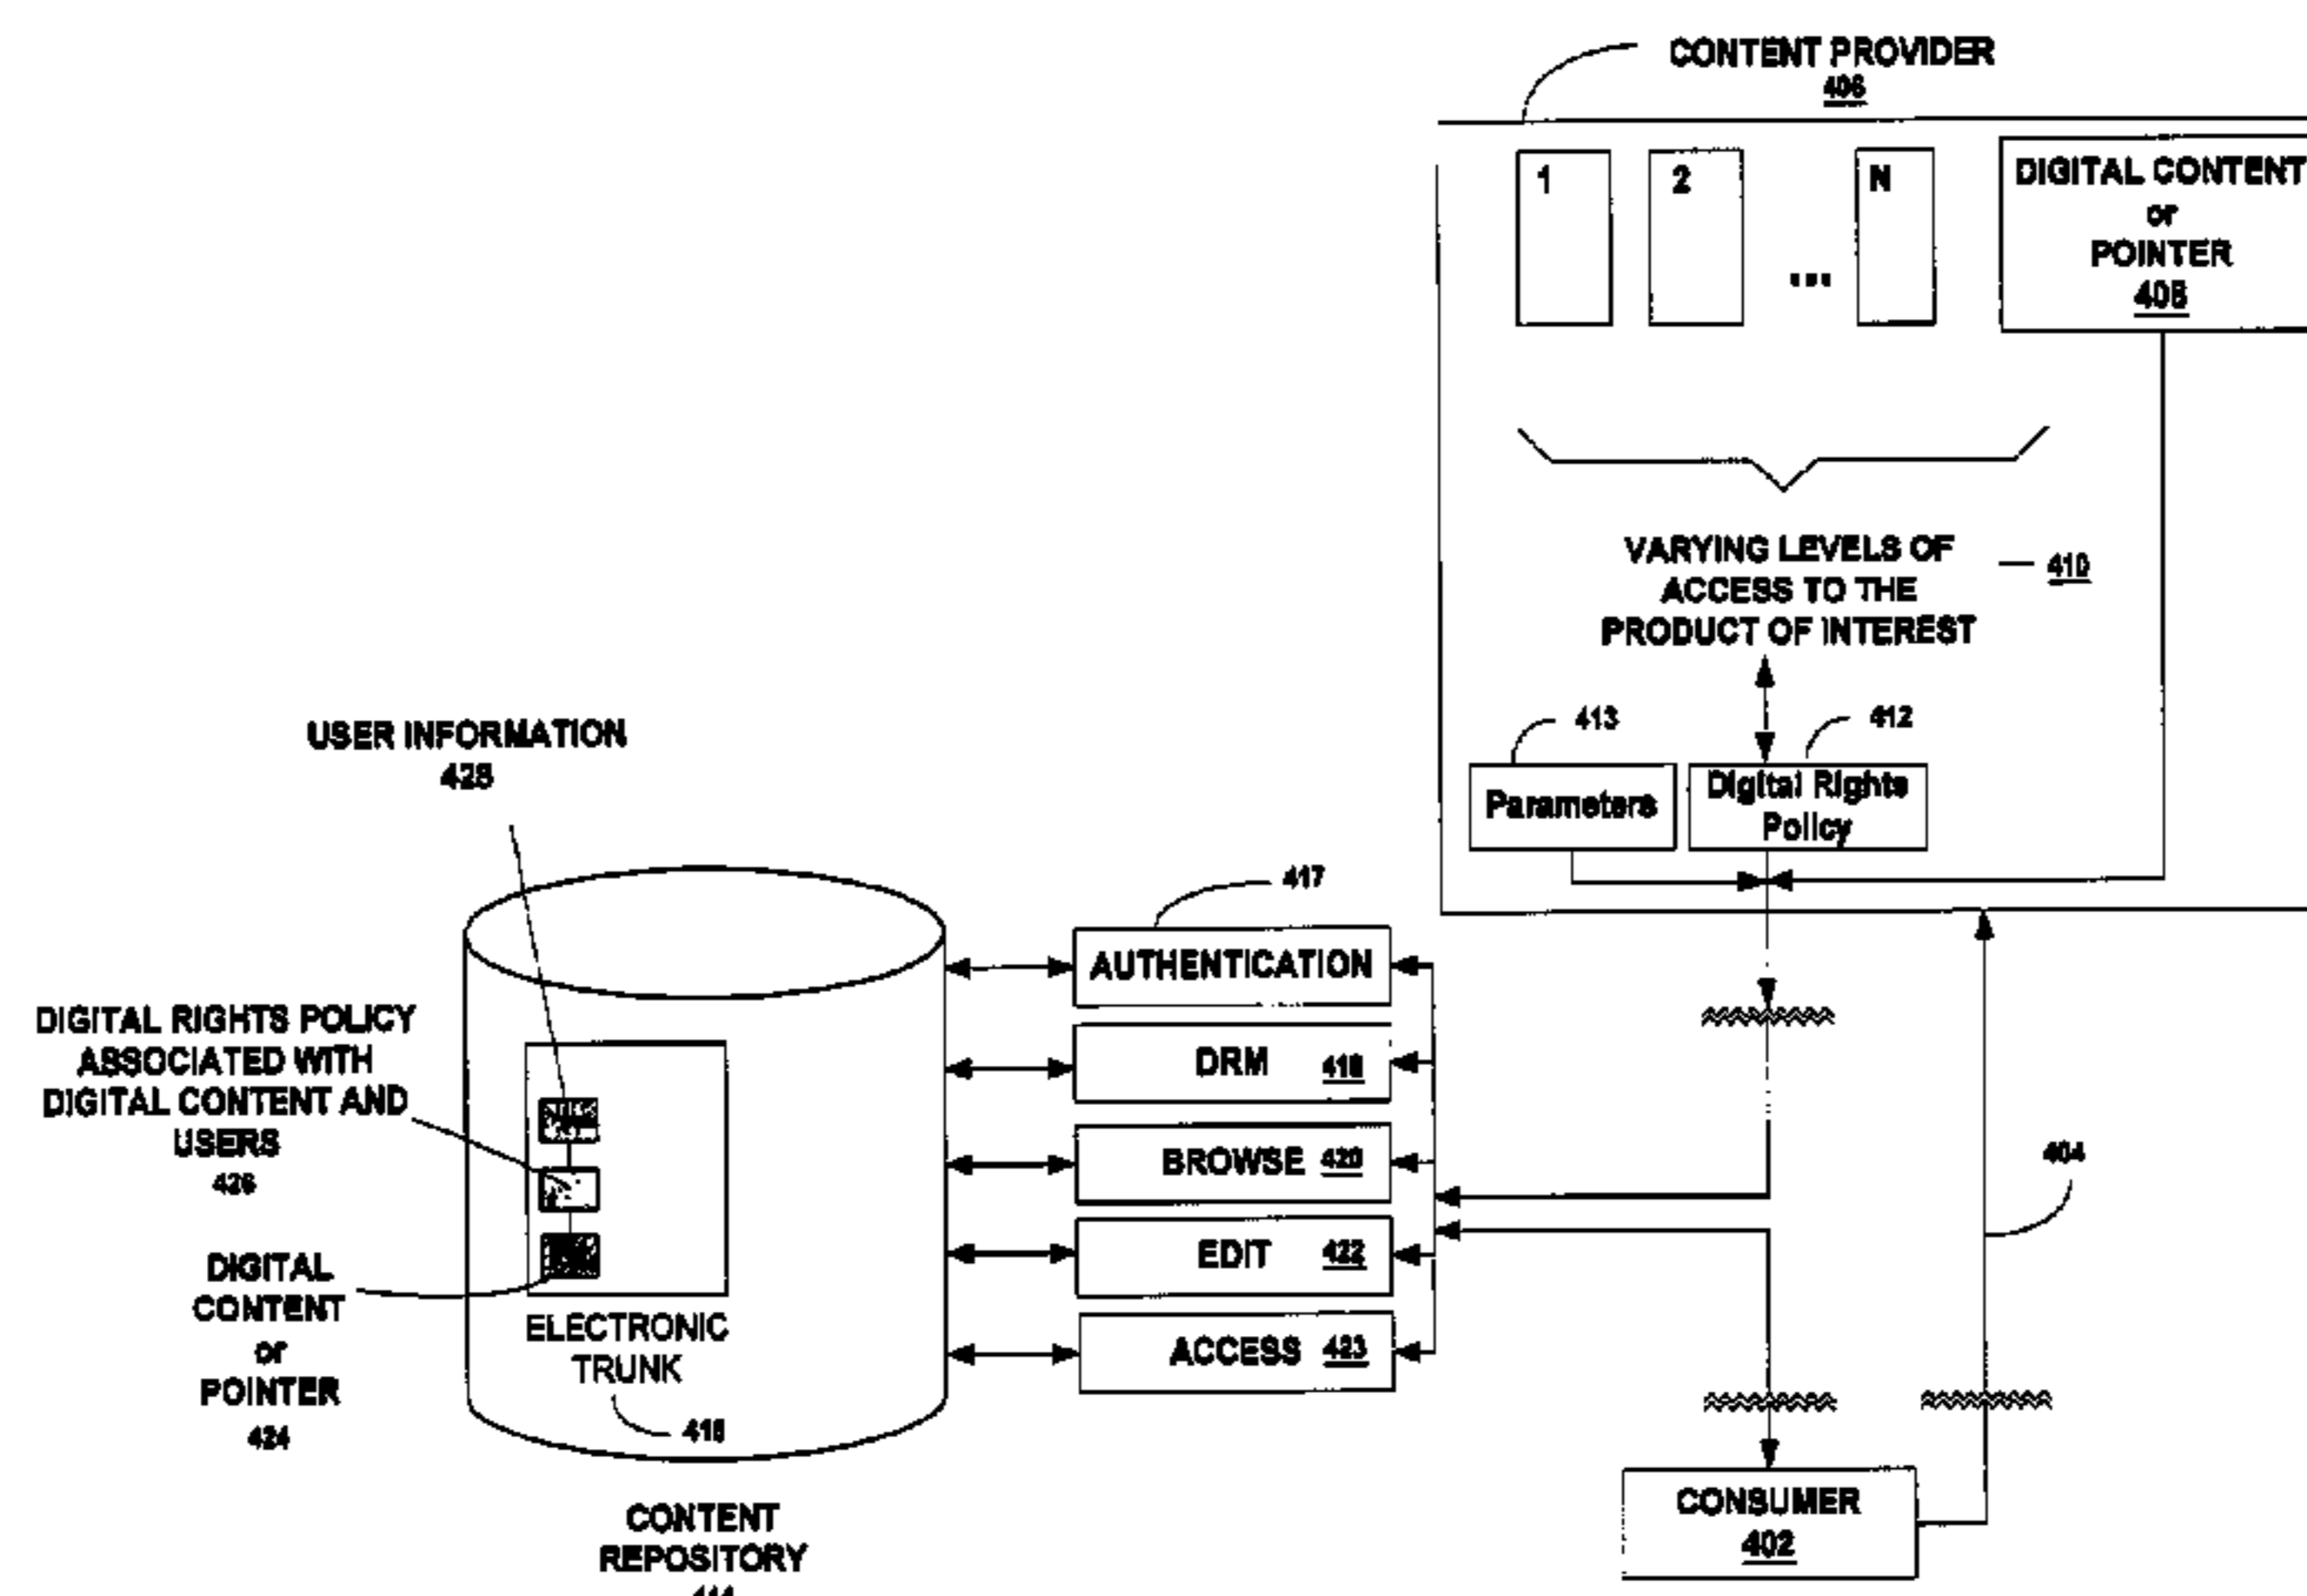 CONTENT PROVIDER
406
1
2
...
N
DIGITAL CONTENT
or
POINTER
408
VARYING LEVELS OF
ACCESS TO THE
PRODUCT OF INTEREST
410
413
412
Parameters
Digital Rights
Policy
USER INFORMATION
428
417
AUTHENTICATION
DRM 418
BROWSE 420
EDIT 422
ACCESS 423
DIGITAL RIGHTS POLICY
ASSOCIATED WITH
DIGITAL CONTENT AND
USERS
426
DIGITAL
CONTENT
or
POINTER
424
ELECTRONIC
TRUNK
416
CONTENT
REPOSITORY
404
CONSUMER
402